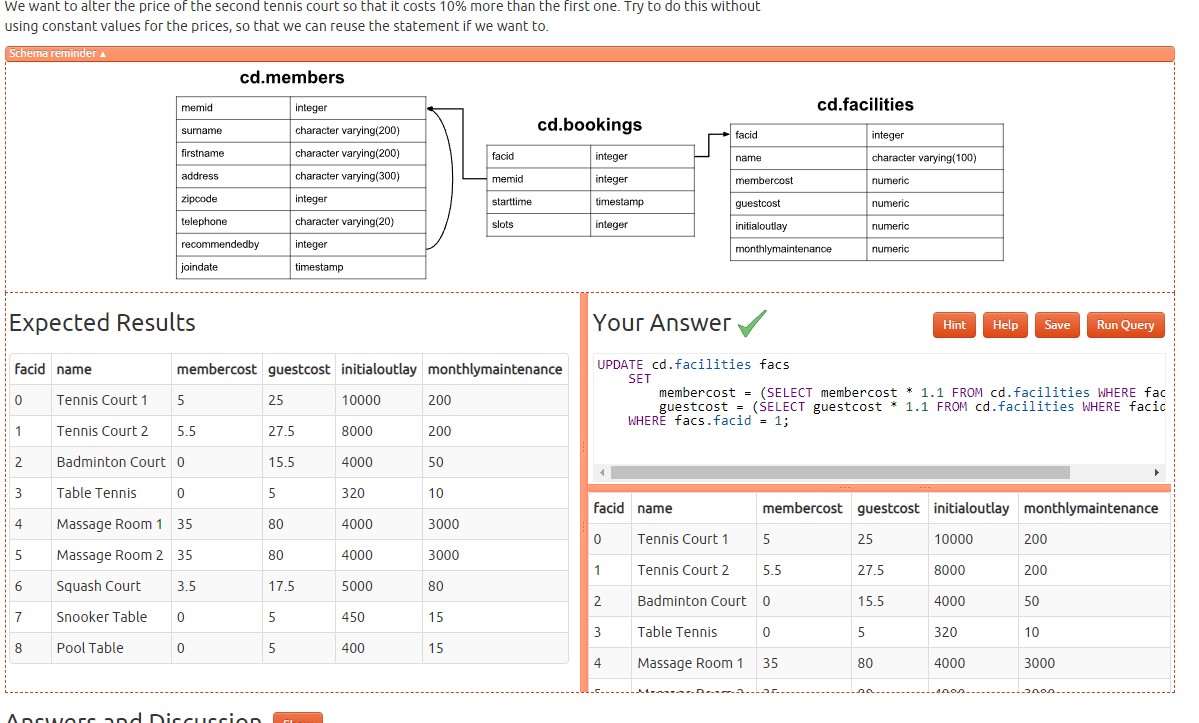 We want to alter the price of the second tennis court so that it costs 10% more than the first one. Try to do this without
using constant values for the prices, so that we can reuse the statement if we want to.
Schema reminder ▲
cd.members
memid integer
surname character varying(200)
firstname character varying(200)
address character varying(300)
zipcode integer
telephone character varying(20)
recommendedby integer
joindate timestamp
cd.bookings
facid integer
memid integer
starttime timestamp
slots integer
cd.facilities
facid integer
name character varying(100)
membercost numeric
guestcost numeric
initialoutlay numeric
monthlymaintenance numeric
Expected Results
facid name membercost guestcost initialoutlay monthlymaintenance
0 Tennis Court 1 5 25 10000 200
1 Tennis Court 2 5.5 27.5 8000 200
2 Badminton Court 0 15.5 4000 50
3 Table Tennis 0 5 320 10
4 Massage Room 1 35 80 4000 3000
5 Massage Room 2 35 80 4000 3000
6 Squash Court 3.5 17.5 5000 80
7 Snooker Table 0 5 450 15
8 Pool Table 0 5 400 15
Your Answer
Hint Help Save Run Query
UPDATE cd.facilities facs
SET
membercost = (SELECT membercost * 1.1 FROM cd.facilities WHERE fac
guestcost = (SELECT guestcost * 1.1 FROM cd.facilities WHERE facid
WHERE facs.facid = 1;
facid name membercost guestcost initialoutlay monthlymaintenance
0 Tennis Court 1 5 25 10000 200
1 Tennis Court 2 5.5 27.5 8000 200
2 Badminton Court 0 15.5 4000 50
3 Table Tennis 0 5 320 10
4 Massage Room 1 35 80 4000 3000
5 Massage Room 2 35 80 4000 3000
Answers and Discussion Show